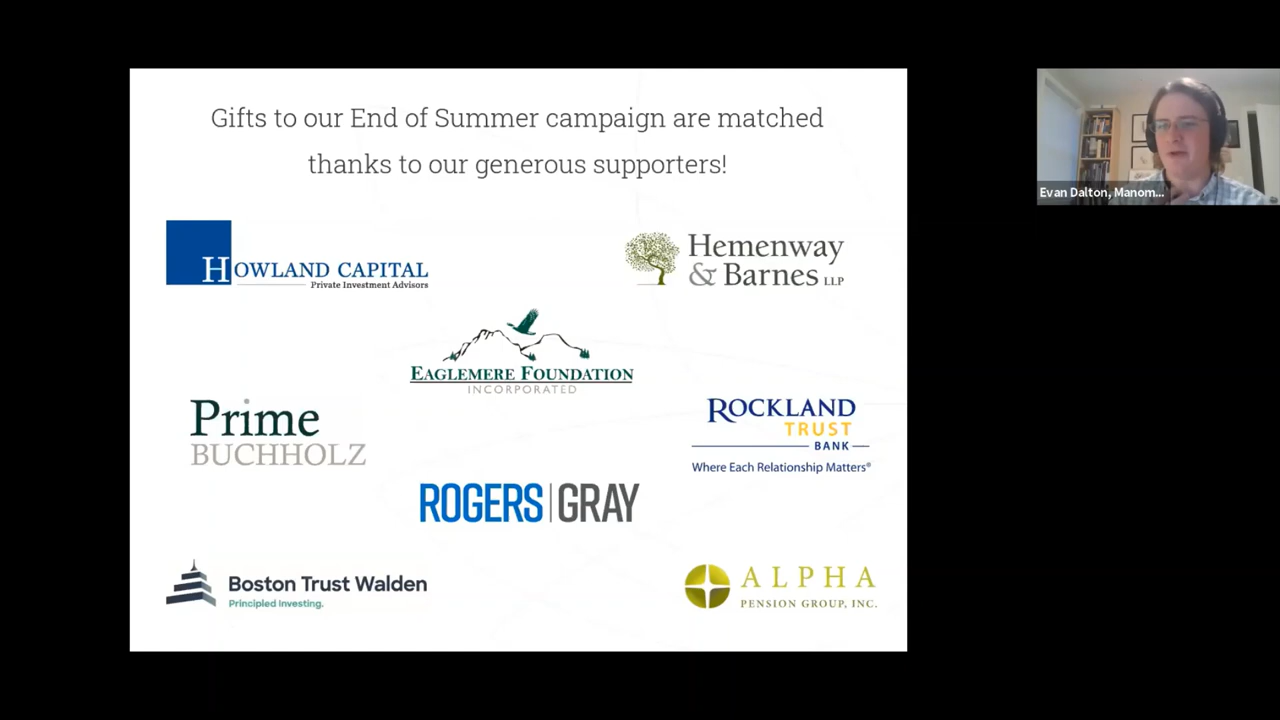 Gifts to our End of Summer campaign are matched
thanks to our generous supporters!
HOWLAND CAPITAL
Private Investment Advisors
Hemenway
& Barnes LLP
EAGLEMERE FOUNDATION
INCORPORATED
Prime
BUCHHOLZ
ROCKLAND
TRUST
BANK
Where Each Relationship Matters®
ROGERS|GRAY
Boston Trust Walden
Principled Investing.
ALPHA
PENSION GROUP, INC.
Evan Dalton, Manom...